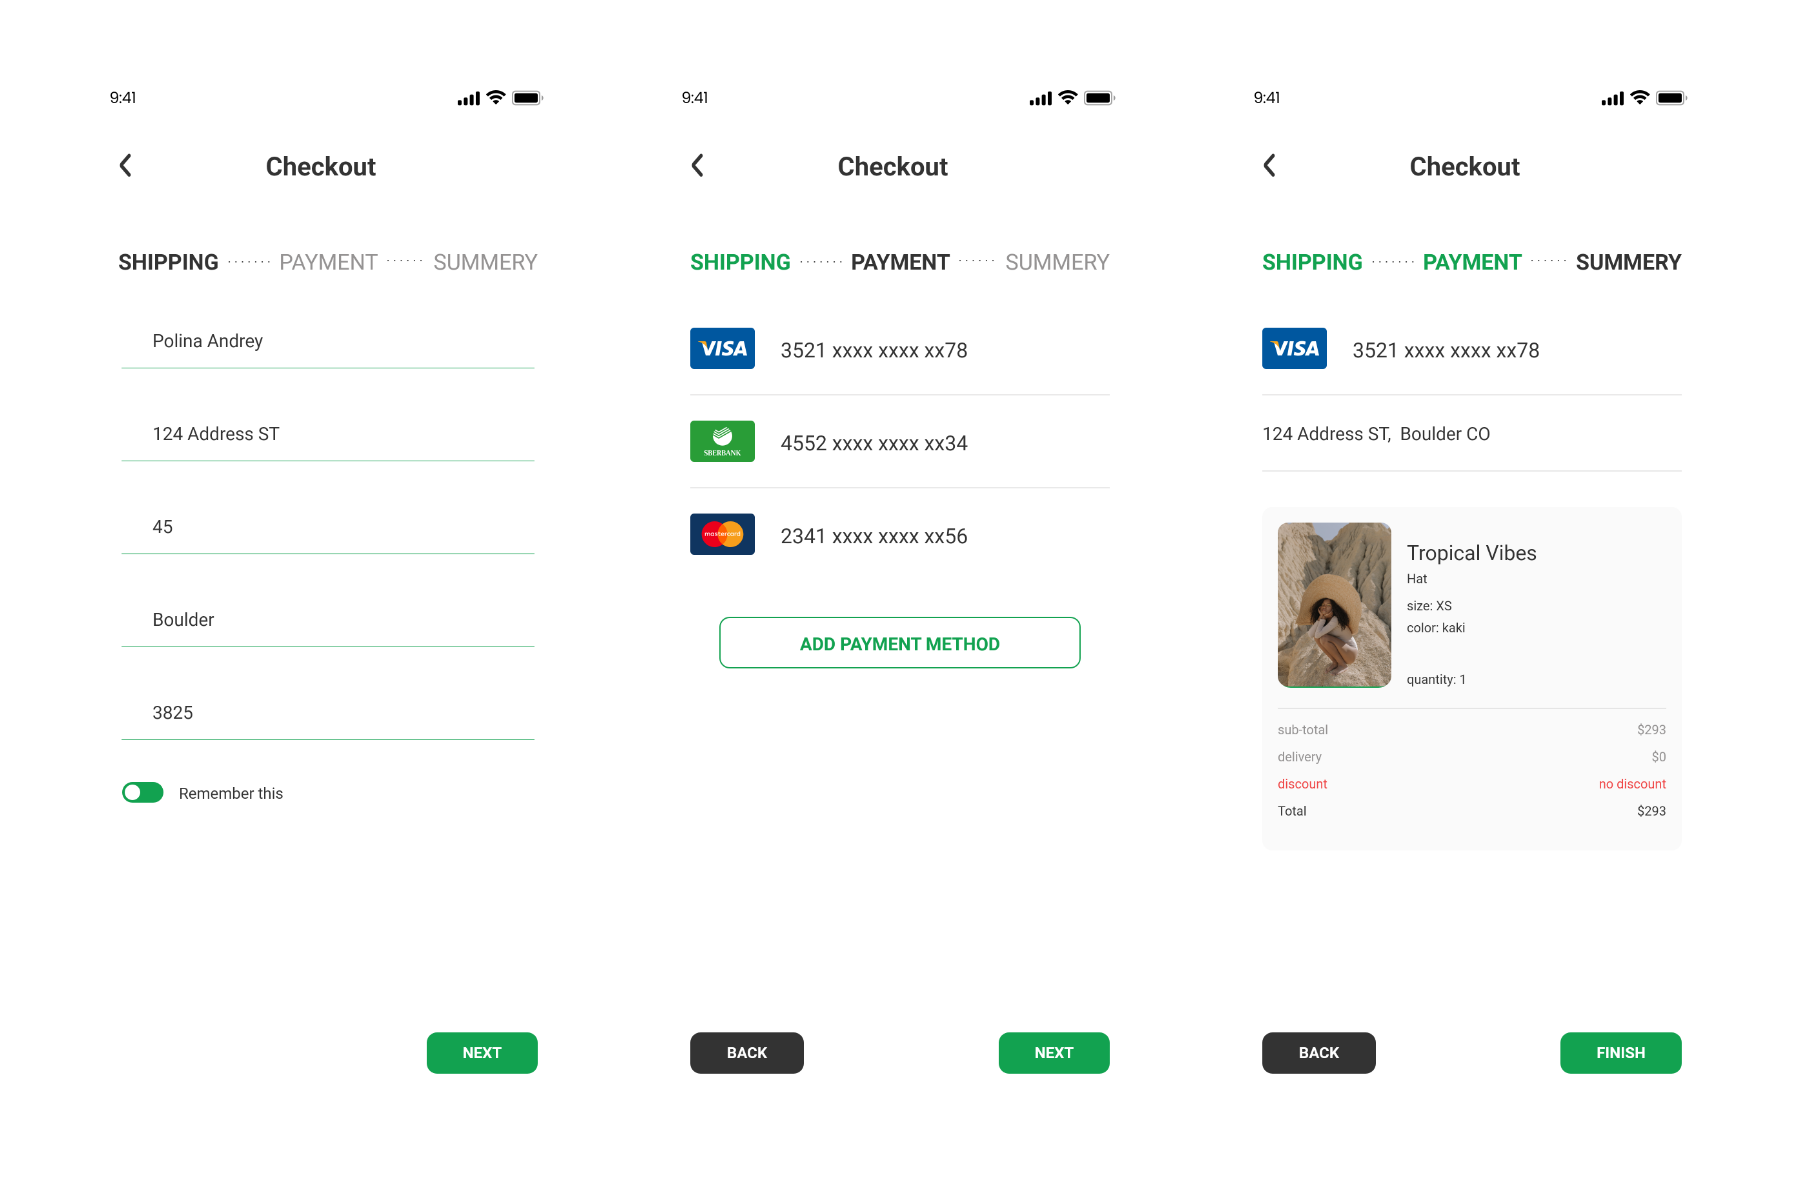 9:41
Checkout
SHIPPING ······· PAYMENT ······ SUMMERY
Polina Andrey
124 Address ST
45
Boulder
3825
Remember this
NEXT
9:41
Checkout
SHIPPING ······· PAYMENT ······ SUMMERY
VISA 3521 xxxx xxxx xx78
SBERBANK 4552 xxxx xxxx xx34
mastercard 2341 xxxx xxxx xx56
ADD PAYMENT METHOD
BACK NEXT
9:41
Checkout
SHIPPING ······· PAYMENT ······ SUMMERY
VISA 3521 xxxx xxxx xx78
124 Address ST, Boulder CO
Tropical Vibes
Hat
size: XS
color: kaki
quantity: 1
sub-total $293
delivery $0
discount no discount
Total $293
BACK FINISH